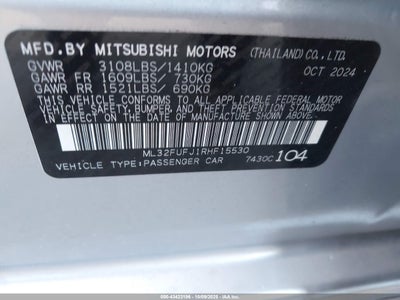 MFD.BY MITSUBISHI MOTORS (THAILAND) CO., LTD.
GVWR 3108LBS/1410KG OCT 2024
GAWR FR 1609LBS/ 730KG
GAWR RR 1521LBS/ 690KG
THIS VEHICLE CONFORMS TO ALL APPLICABLE FEDERAL MOTOR
VEHICLE SAFETY, BUMPER, AND THEFT PREVENTION STANDARDS
IN EFFECT ON THE DATE OF MANUFACTURE SHOWN ABOVE.
ML32FUFJ1RHF15530
VEHICLE TYPE:PASSENGER CAR 7430C 104